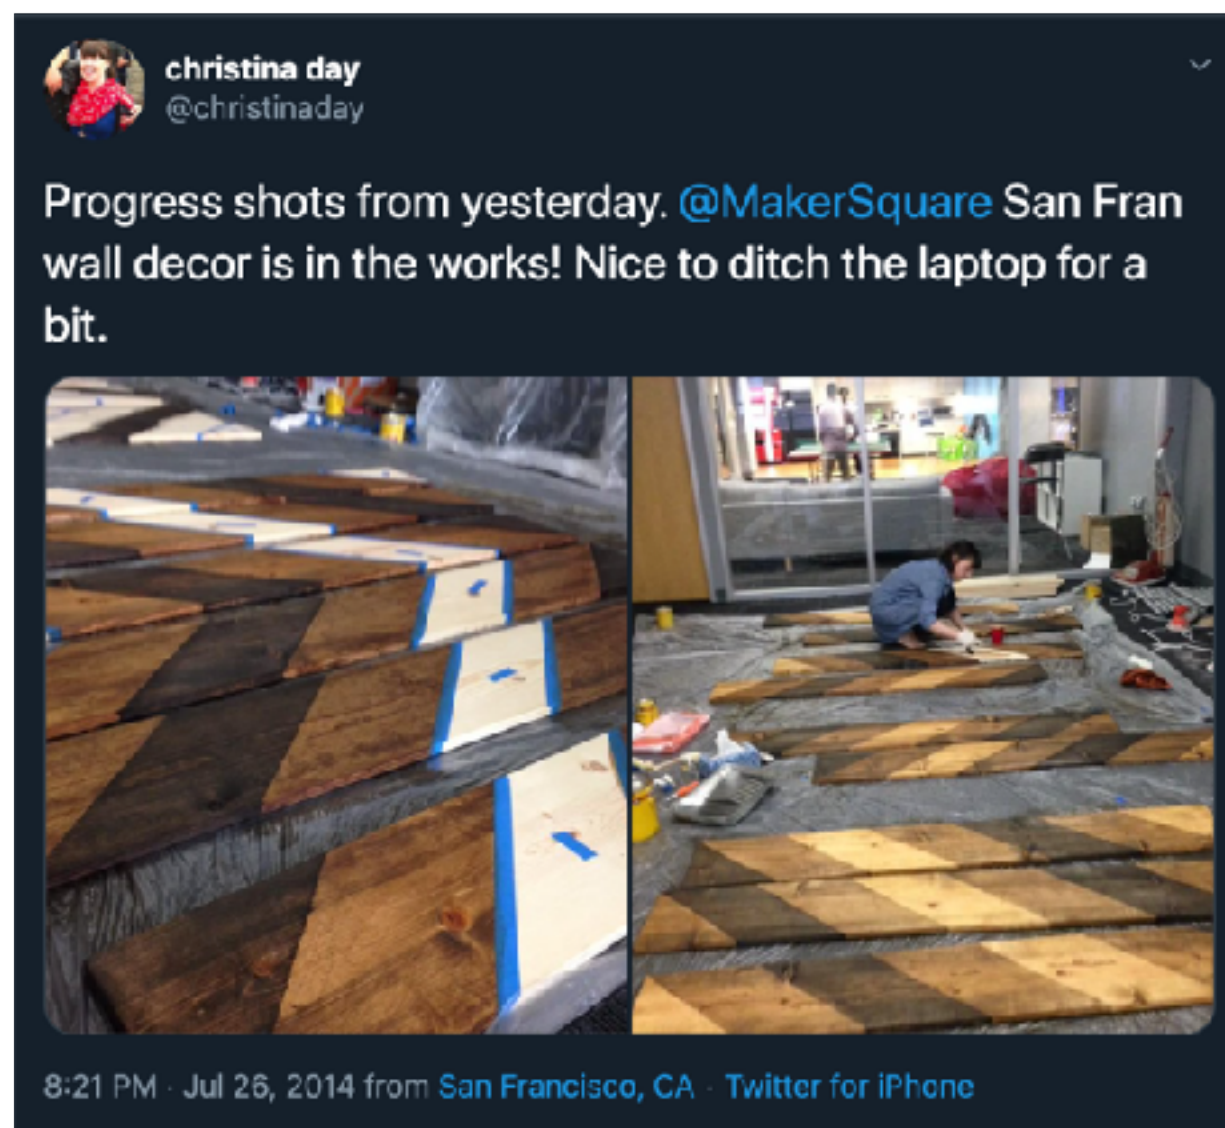 christina day
@christinaday
Progress shots from yesterday. @MakerSquare San Fran
wall decor is in the works! Nice to ditch the laptop for a
bit.
8:21 PM · Jul 26, 2014 from San Francisco, CA · Twitter for iPhone